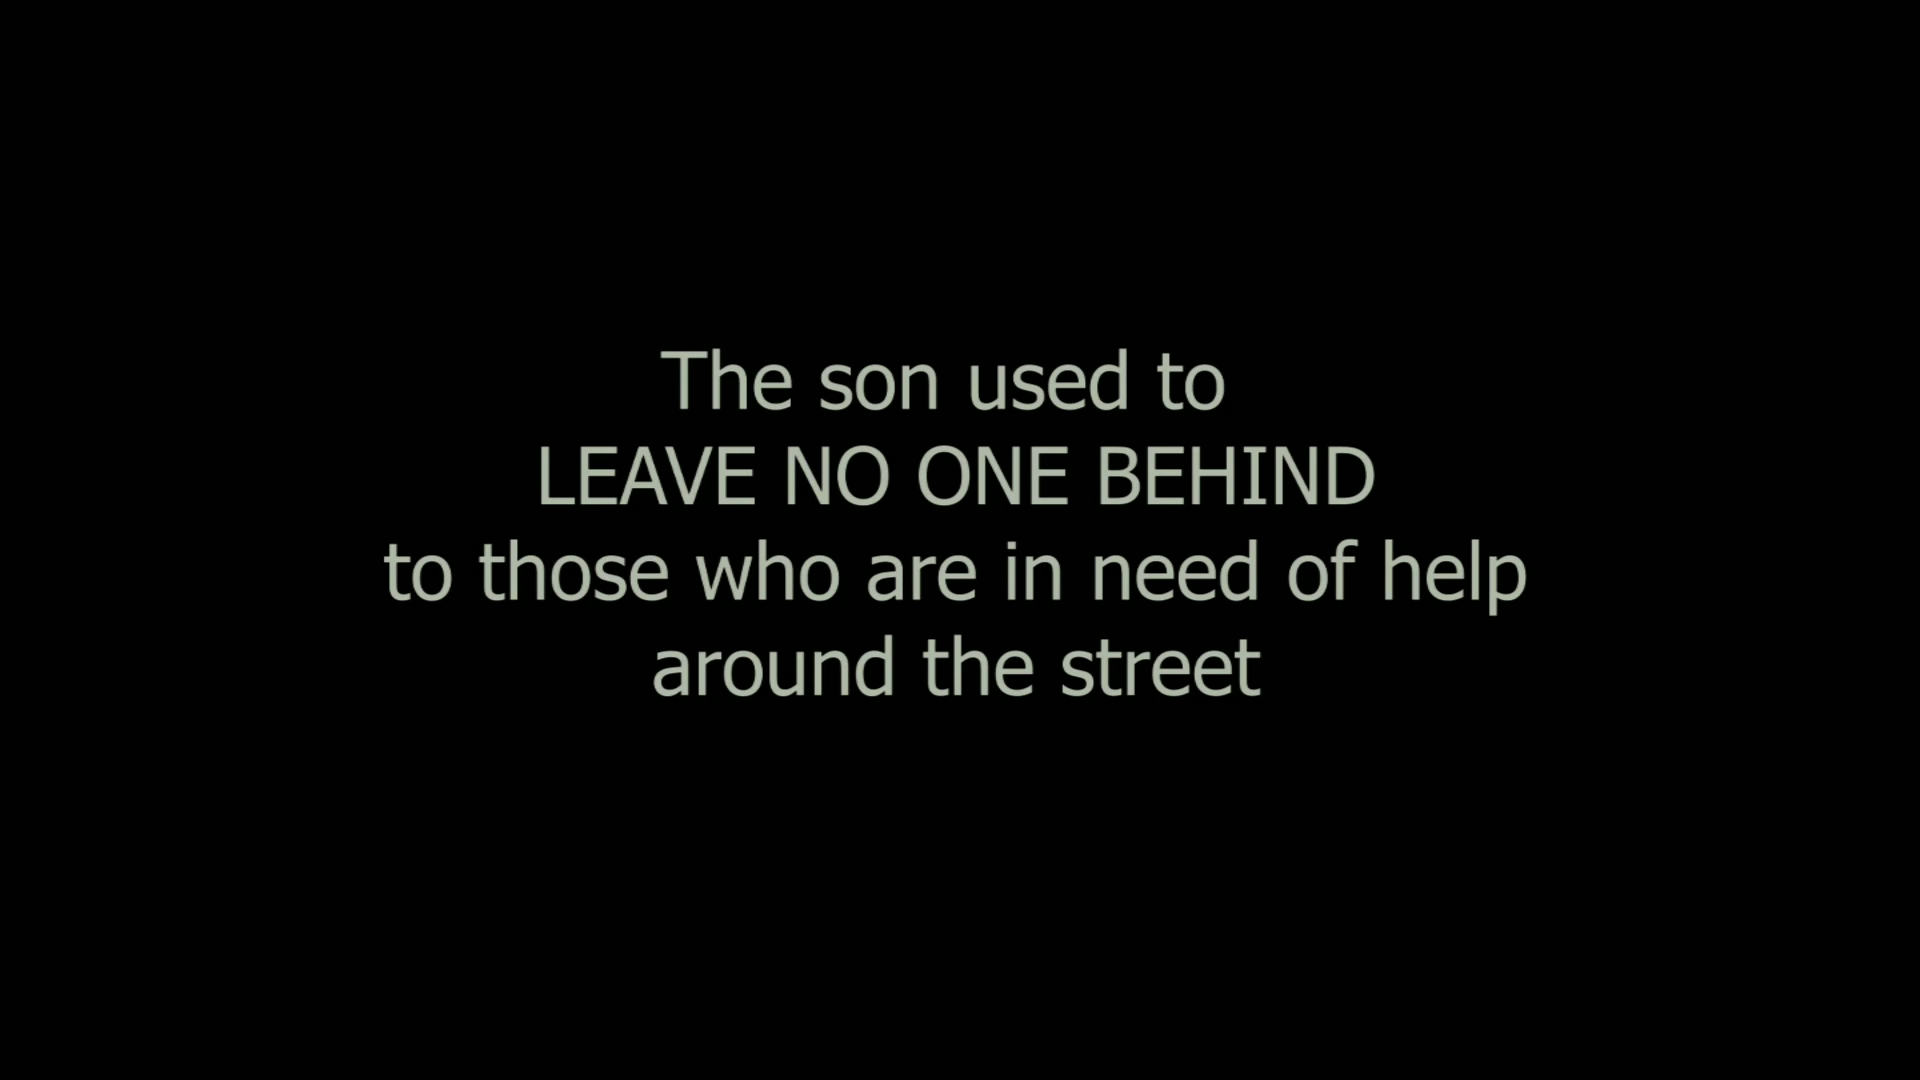 The son used to
LEAVE NO ONE BEHIND
to those who are in need of help
around the street